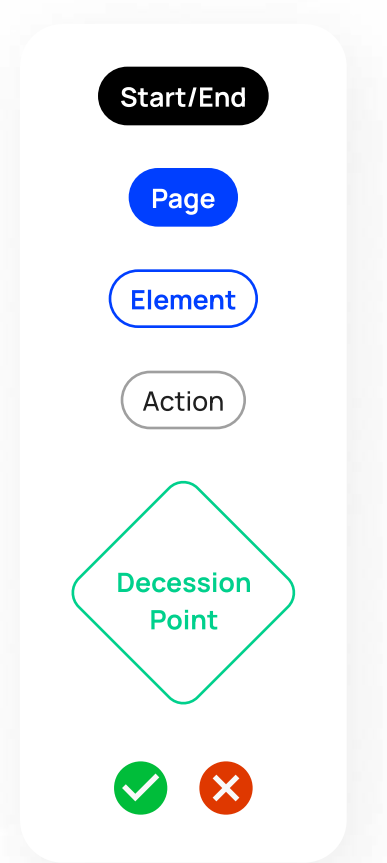 Start/End
Page
Element
Action
Decession
Point